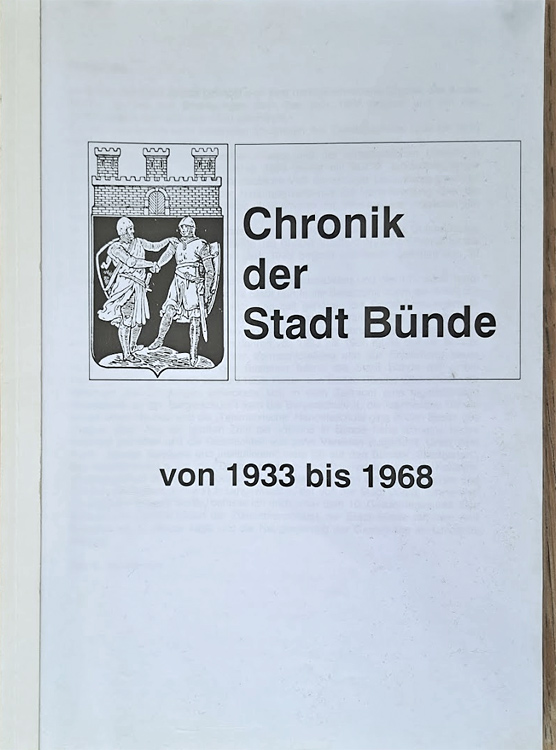 Chronik
der
Stadt Bünde
von 1933 bis 1968